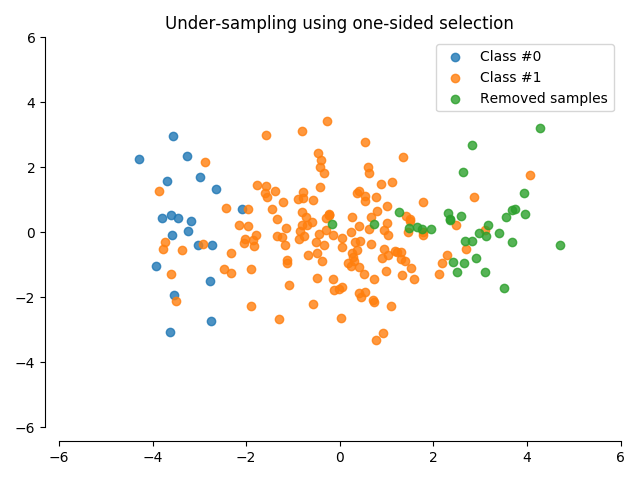 Under-sampling using one-sided selection
Class #0
Class #1
Removed samples
6
4
2
0
−2
−4
−6
−6 −4 −2 0 2 4 6